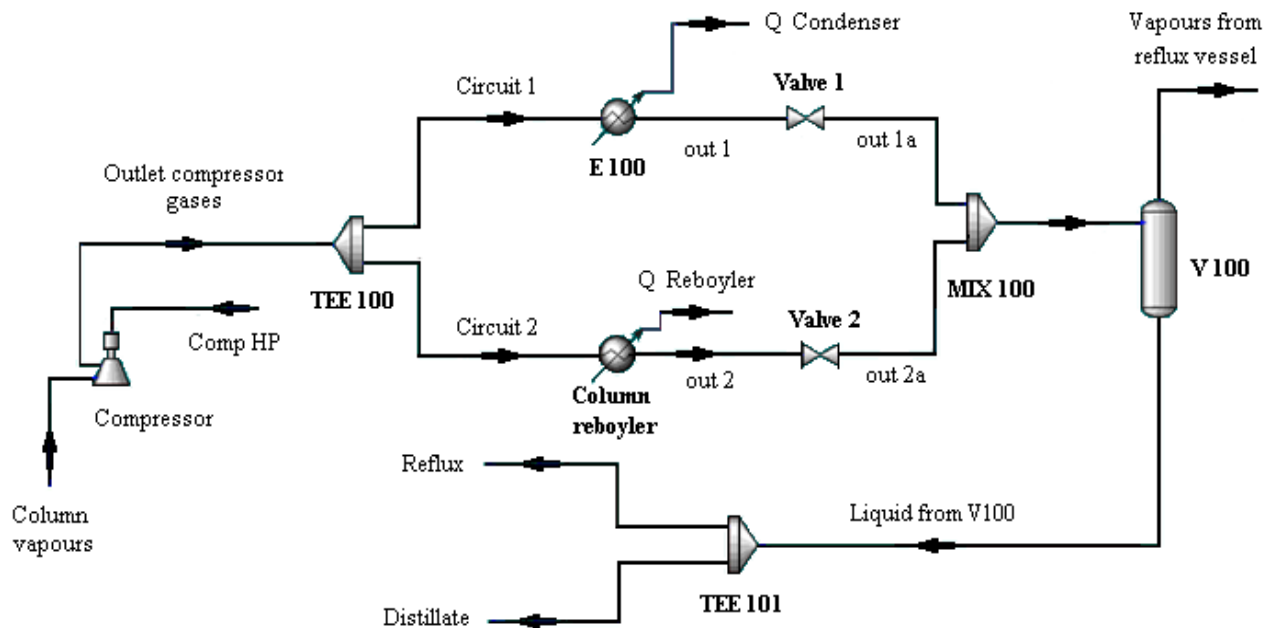 Q Condenser
Vapours from
reflux vessel
Circuit 1
Valve 1
out 1
out 1a
E 100
Outlet compressor
gases
TEE 100
MIX 100
V 100
Comp HP
Q Reboyler
Circuit 2
Valve 2
out 2
out 2a
Compressor
Column
reboyler
Reflux
Column
vapours
Liquid from V100
TEE 101
Distillate